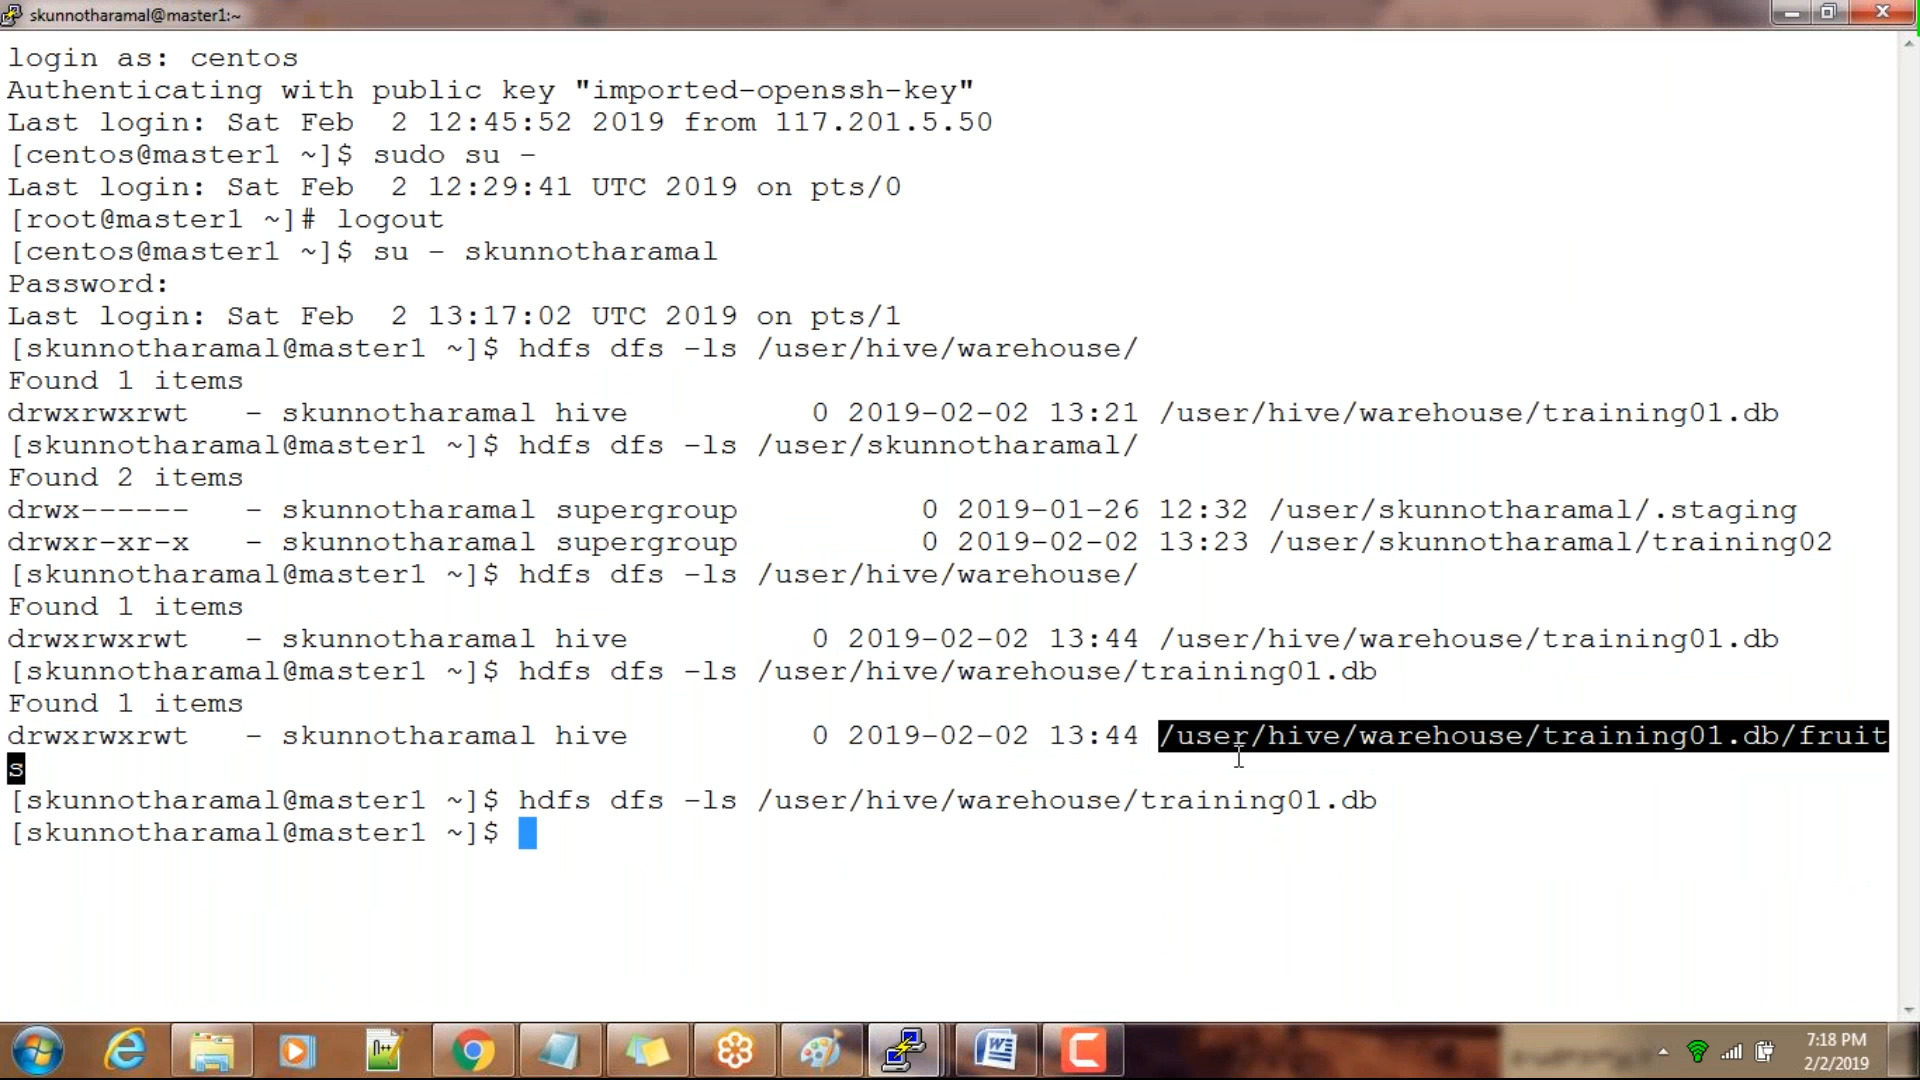 skunnotharamal@master1:~
login as: centos
Authenticating with public key "imported-openssh-key"
Last login: Sat Feb  2 12:45:52 2019 from 117.201.5.50
[centos@master1 ~]$ sudo su -
Last login: Sat Feb  2 12:29:41 UTC 2019 on pts/0
[root@master1 ~]# logout
[centos@master1 ~]$ su - skunnotharamal
Password:
Last login: Sat Feb  2 13:17:02 UTC 2019 on pts/1
[skunnotharamal@master1 ~]$ hdfs dfs -ls /user/hive/warehouse/
Found 1 items
drwxrwxrwt   - skunnotharamal hive          0 2019-02-02 13:21 /user/hive/warehouse/training01.db
[skunnotharamal@master1 ~]$ hdfs dfs -ls /user/skunnotharamal/
Found 2 items
drwx------   - skunnotharamal supergroup          0 2019-01-26 12:32 /user/skunnotharamal/.staging
drwxr-xr-x   - skunnotharamal supergroup          0 2019-02-02 13:23 /user/skunnotharamal/training02
[skunnotharamal@master1 ~]$ hdfs dfs -ls /user/hive/warehouse/
Found 1 items
drwxrwxrwt   - skunnotharamal hive          0 2019-02-02 13:44 /user/hive/warehouse/training01.db
[skunnotharamal@master1 ~]$ hdfs dfs -ls /user/hive/warehouse/training01.db
Found 1 items
drwxrwxrwt   - skunnotharamal hive          0 2019-02-02 13:44 /user/hive/warehouse/training01.db/fruit
s
[skunnotharamal@master1 ~]$ hdfs dfs -ls /user/hive/warehouse/training01.db
[skunnotharamal@master1 ~]$
7:18 PM
2/2/2019